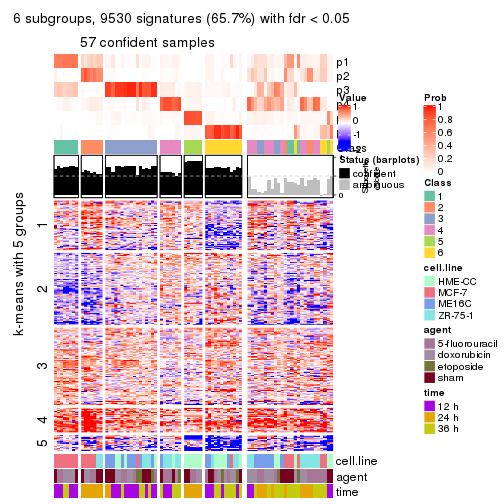 6 subgroups, 9530 signatures (65.7%) with fdr < 0.05
57 confident samples
p1
p2
p3
k-means with 5 groups
1
2
3
4
5
cell.line
agent
time
Value
1
0
-1
Status (barplots)
confident
ambiguous
Prob
1
0.8
0.6
0.4
0.2
0
Class
1
2
3
4
5
6
cell.line
HME-CC
MCF-7
ME16C
ZR-75-1
agent
5-fluorouracil
doxorubicin
etoposide
sham
time
12 h
24 h
36 h